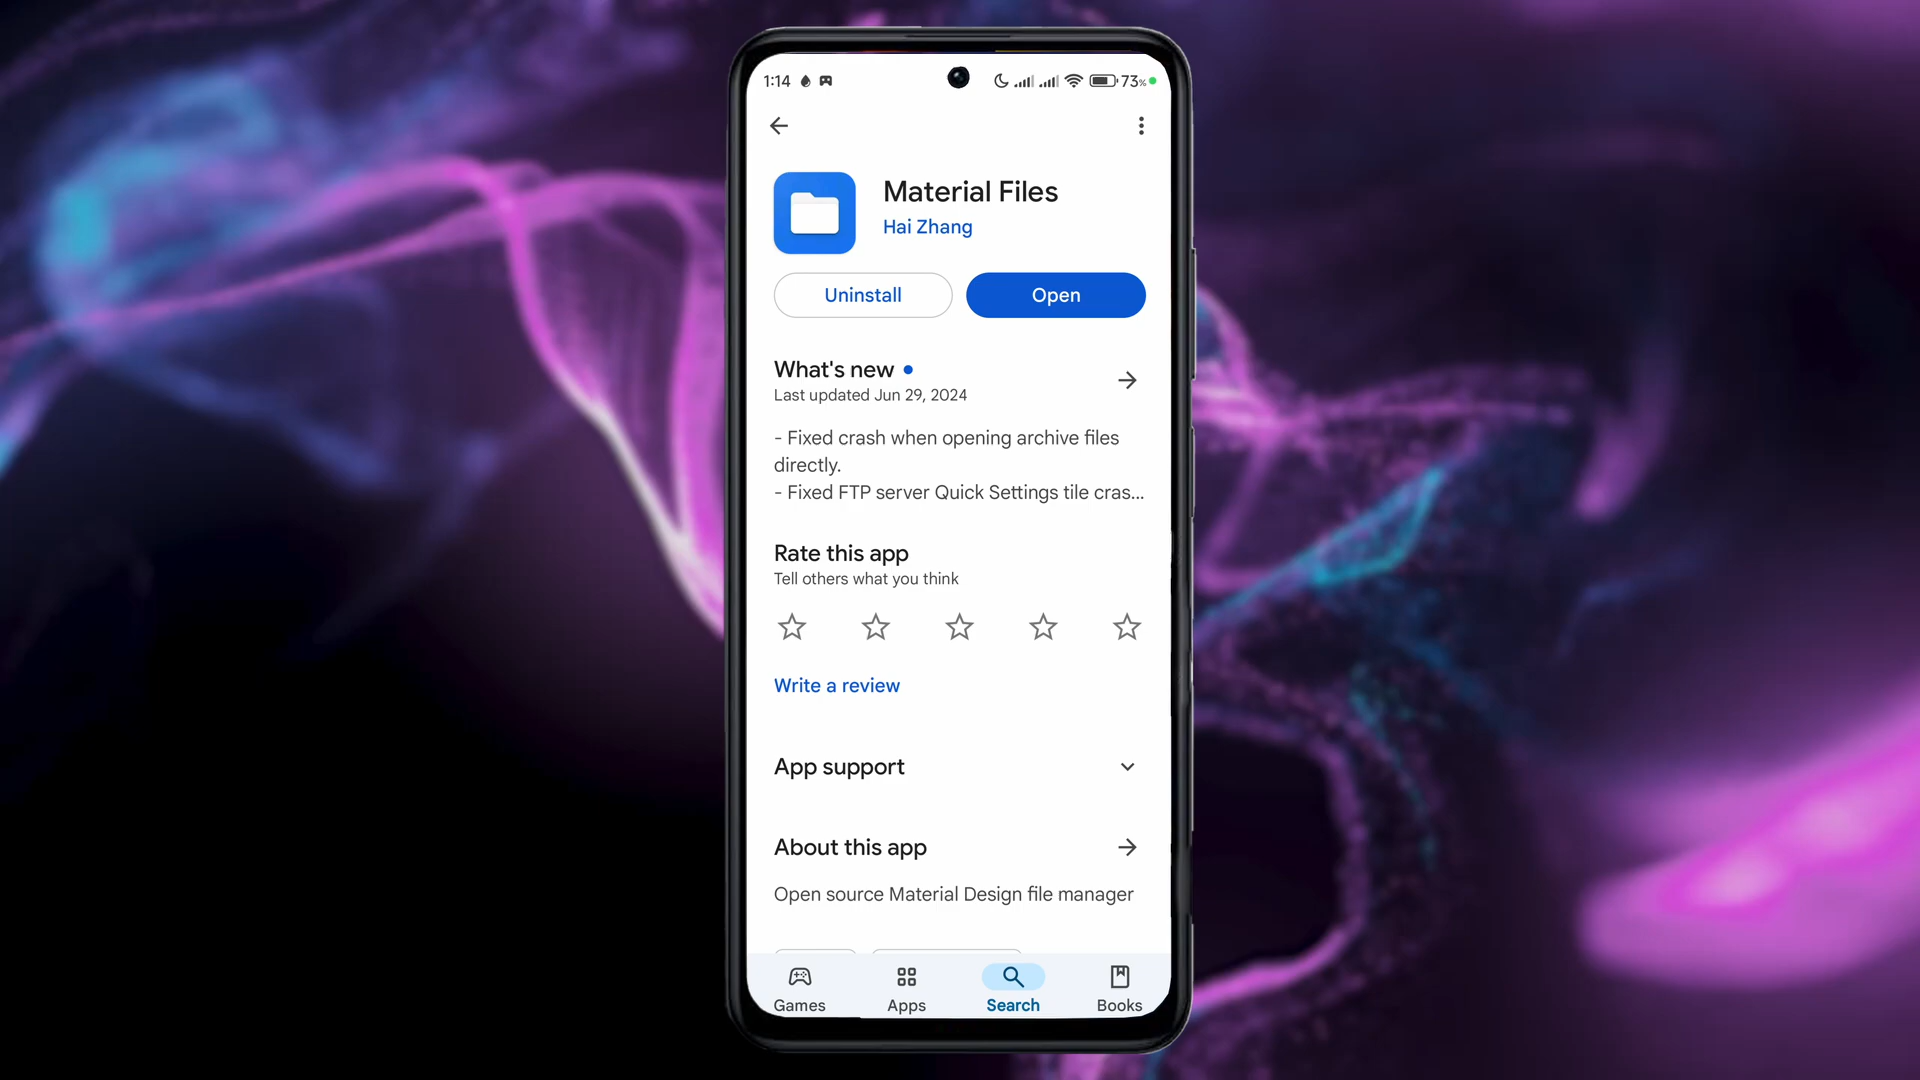 1:14
73%
Material Files
Hai Zhang
Uninstall
Open
What's new
Last updated Jun 29, 2024
- Fixed crash when opening archive files
directly.
- Fixed FTP server Quick Settings tile cras...
Rate this app
Tell others what you think
Write a review
App support
About this app
Open source Material Design file manager
Games
Apps
Search
Books